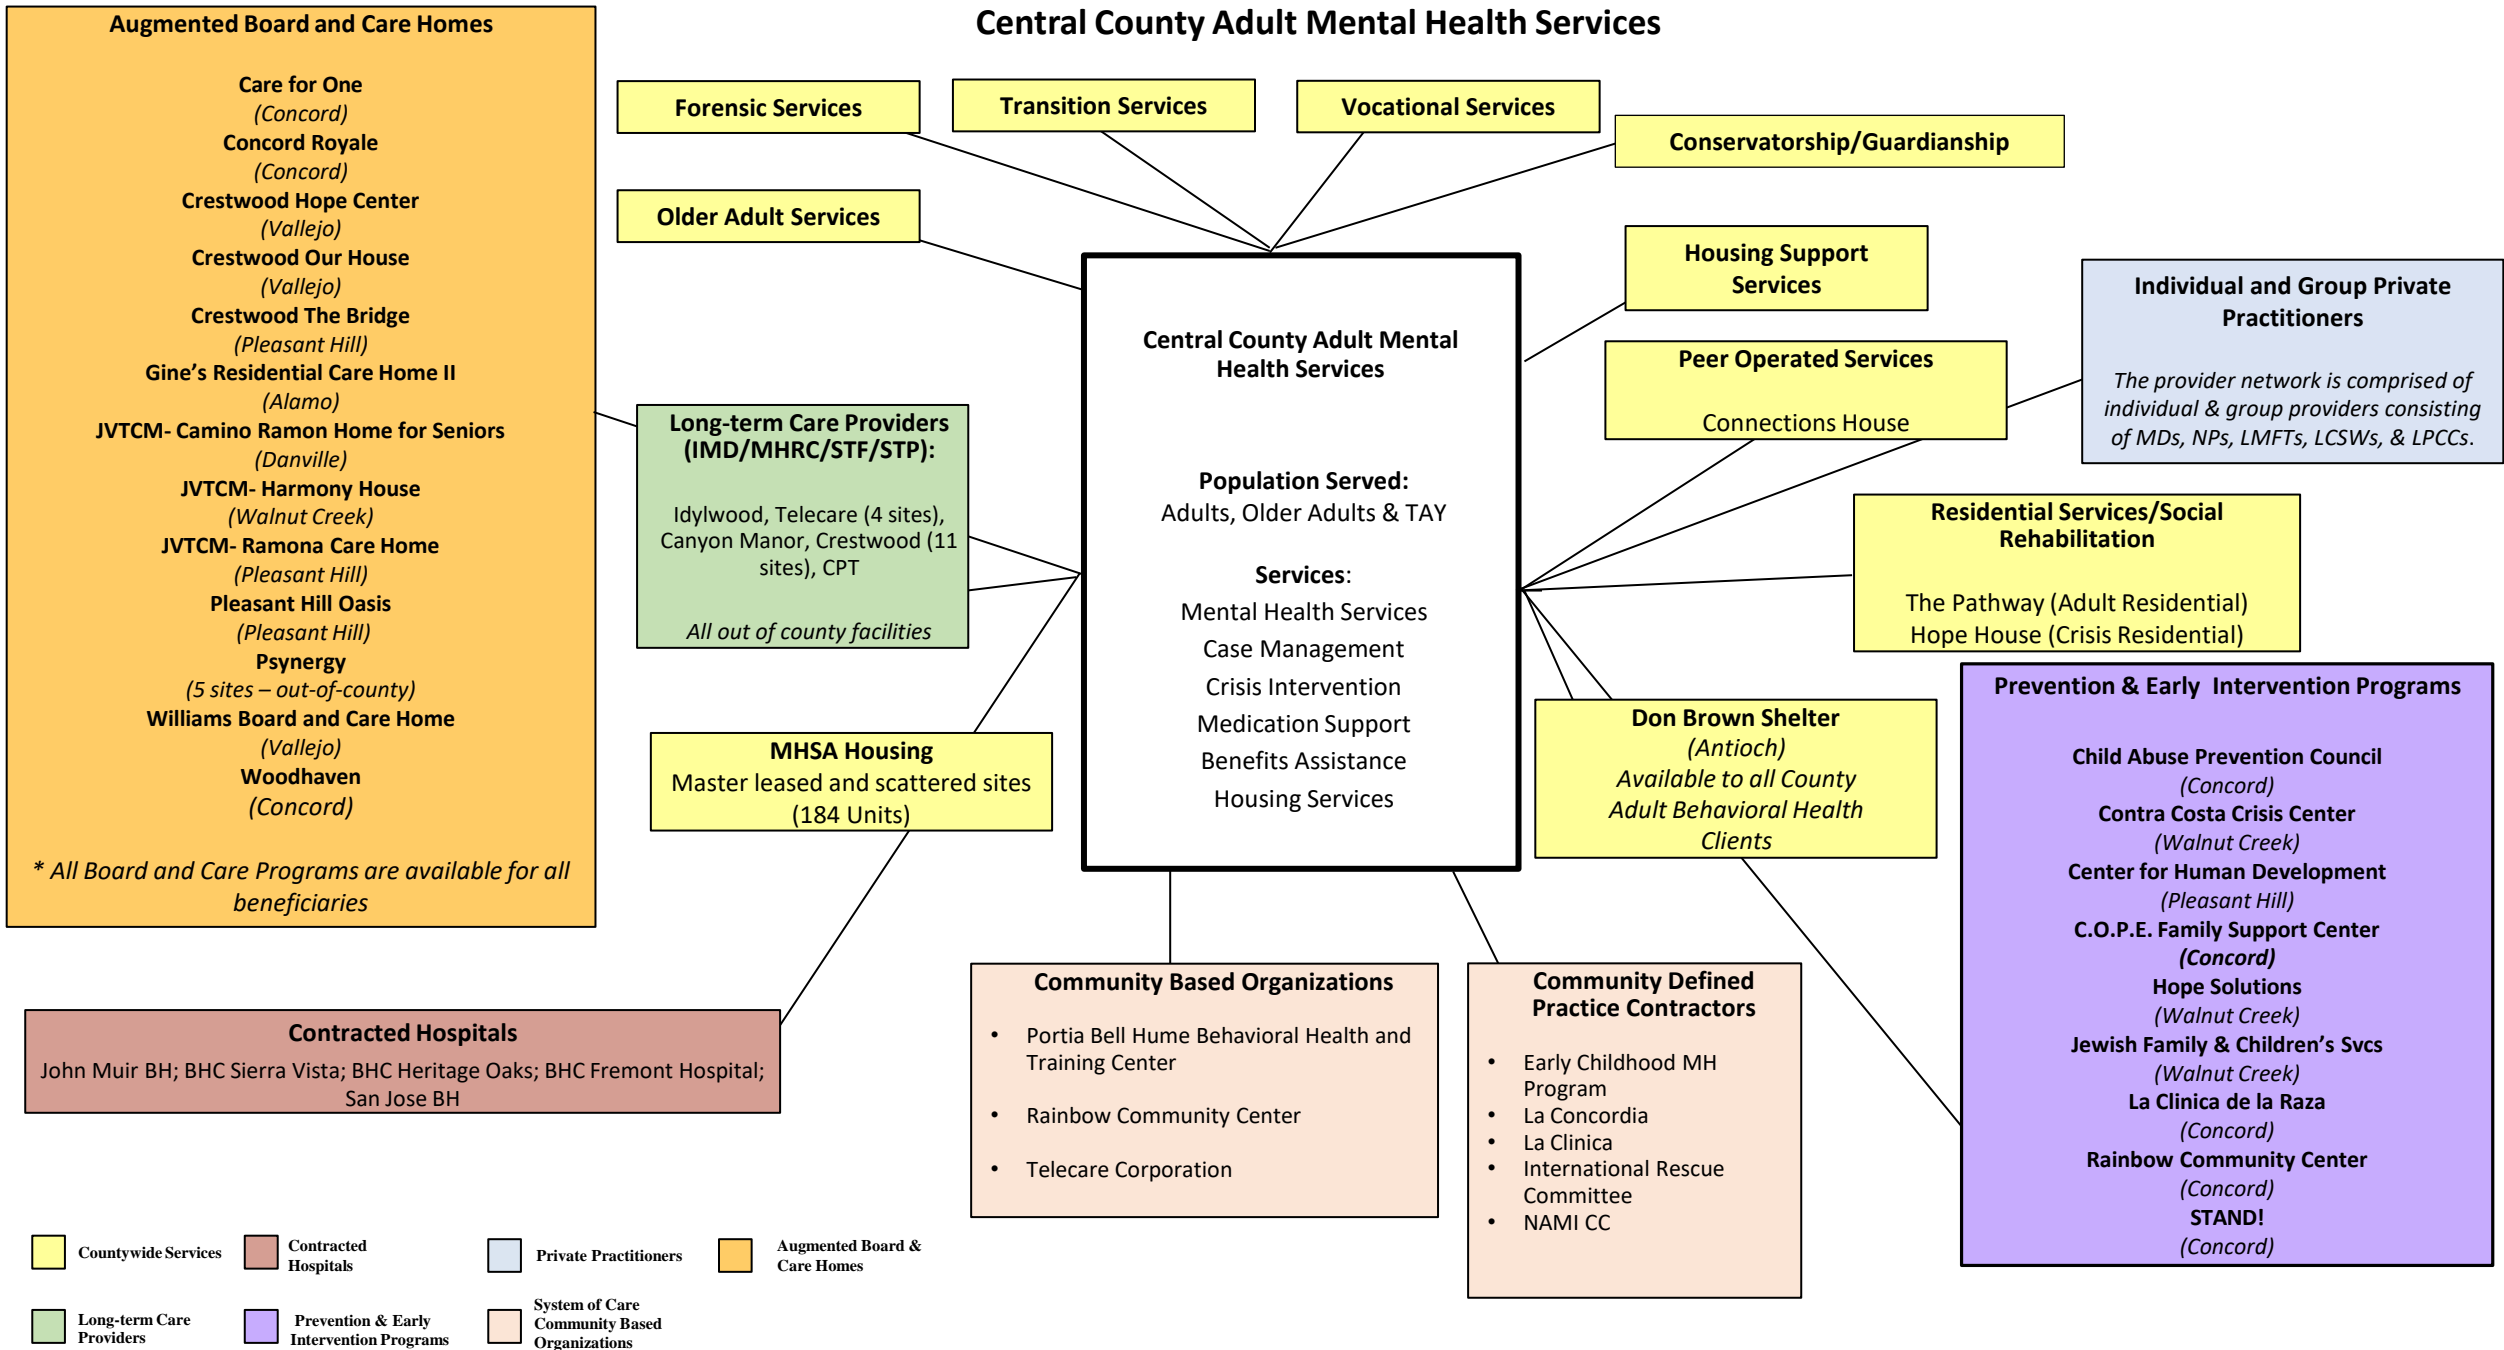 Central County Adult Mental Health Services
Augmented Board and Care Homes
Care for One
(Concord)
Concord Royale
(Concord)
Crestwood Hope Center
(Vallejo)
Crestwood Our House
(Vallejo)
Crestwood The Bridge
(Pleasant Hill)
Gine’s Residential Care Home II
(Alamo)
JVTCM- Camino Ramon Home for Seniors
(Danville)
JVTCM- Harmony House
(Walnut Creek)
JVTCM- Ramona Care Home
(Pleasant Hill)
Pleasant Hill Oasis
(Pleasant Hill)
Psynergy
(5 sites – out-of-county)
Williams Board and Care Home
(Vallejo)
Woodhaven
(Concord)
* All Board and Care Programs are available for all
beneficiaries
Forensic Services
Transition Services
Vocational Services
Conservatorship/Guardianship
Older Adult Services
Housing Support
Services
Peer Operated Services
Connections House
Individual and Group Private
Practitioners
The provider network is comprised of
individual & group providers consisting
of MDs, NPs, LMFTs, LCSWs, & LPCCs.
Long-term Care Providers
(IMD/MHRC/STF/STP):
Idylwood, Telecare (4 sites),
Canyon Manor, Crestwood (11
sites), CPT
All out of county facilities
Central County Adult Mental
Health Services
Population Served:
Adults, Older Adults & TAY
Services:
Mental Health Services
Case Management
Crisis Intervention
Medication Support
Benefits Assistance
Housing Services
Residential Services/Social
Rehabilitation
The Pathway (Adult Residential)
Hope House (Crisis Residential)
MHSA Housing
Master leased and scattered sites
(184 Units)
Don Brown Shelter
(Antioch)
Available to all County
Adult Behavioral Health
Clients
Prevention & Early Intervention Programs
Child Abuse Prevention Council
(Concord)
Contra Costa Crisis Center
(Walnut Creek)
Center for Human Development
(Pleasant Hill)
C.O.P.E. Family Support Center
(Concord)
Hope Solutions
(Walnut Creek)
Jewish Family & Children’s Svcs
(Walnut Creek)
La Clinica de la Raza
(Concord)
Rainbow Community Center
(Concord)
STAND!
(Concord)
Contracted Hospitals
John Muir BH; BHC Sierra Vista; BHC Heritage Oaks; BHC Fremont Hospital;
San Jose BH
Community Based Organizations
• Portia Bell Hume Behavioral Health and
Training Center
• Rainbow Community Center
• Telecare Corporation
Community Defined
Practice Contractors
• Early Childhood MH
Program
• La Concordia
• La Clinica
• International Rescue
Committee
• NAMI CC
Countywide Services
Contracted
Hospitals
Private Practitioners
Augmented Board &
Care Homes
Long-term Care
Providers
Prevention & Early
Intervention Programs
System of Care
Community Based
Organizations